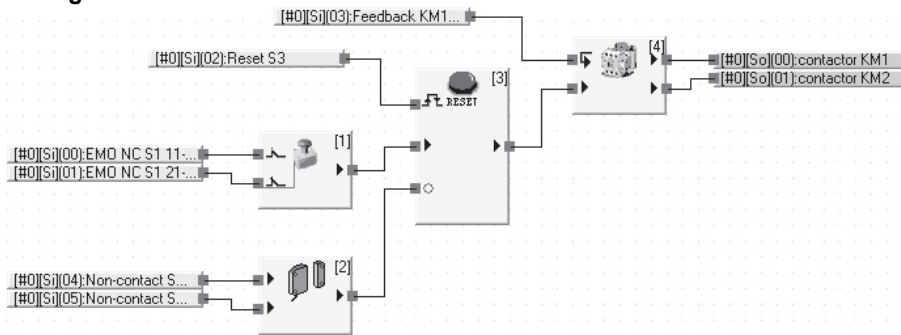 [#0][Si](03):Feedback KM1...
[4]
[#0][So](00):contactor KM1
[#0][Si](02):Reset S3
[#0][So](01):contactor KM2
[3]
RESET
[1]
[#0][Si](00):EMO NC S1 11-...
[#0][Si](01):EMO NC S1 21-...
[2]
[#0][Si](04):Non-contact S...
[#0][Si](05):Non-contact S...